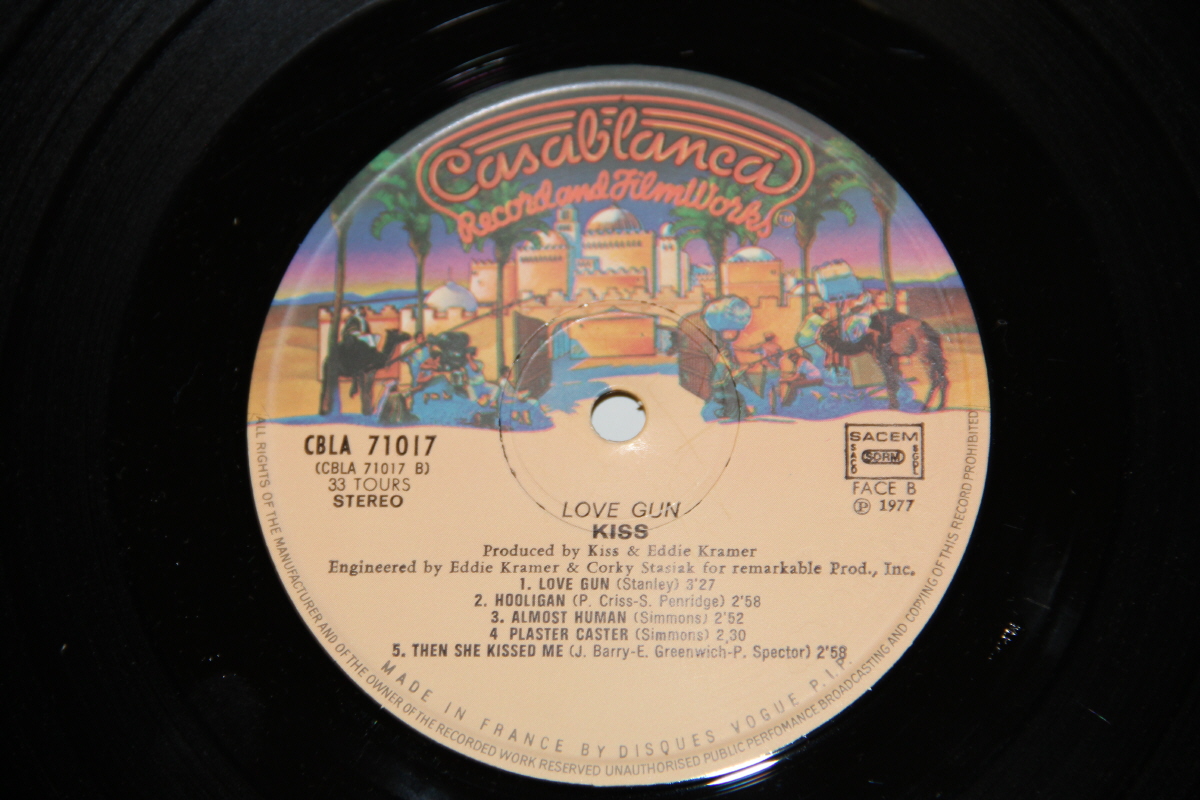 Casablanca
Record and FilmWorks
TM
CBLA 71017
(CBLA 71017 B)
33 TOURS
STEREO
SACEM
SACD
SDRM
SGDL
FACE B
℗ 1977
LOVE GUN
KISS
Produced by Kiss & Eddie Kramer
Engineered by Eddie Kramer & Corky Stasiak for remarkable Prod., Inc.
1. LOVE GUN (Stanley) 3'27
2. HOOLIGAN (P. Criss-S. Penridge) 2'58
3. ALMOST HUMAN (Simmons) 2'52
4 PLASTER CASTER (Simmons) 2,30
5. THEN SHE KISSED ME (J. Barry-E. Greenwich-P. Spector) 2'58
MADE IN FRANCE BY DISQUES VOGUE P.I.P.
ALL RIGHTS OF THE MANUFACTURER AND OF THE OWNER OF THE RECORDED WORK RESERVED UNAUTHORISED PUBLIC PERFOMANCE BROADCASTING AND COPYING OF THIS RECORD PROHIBITED